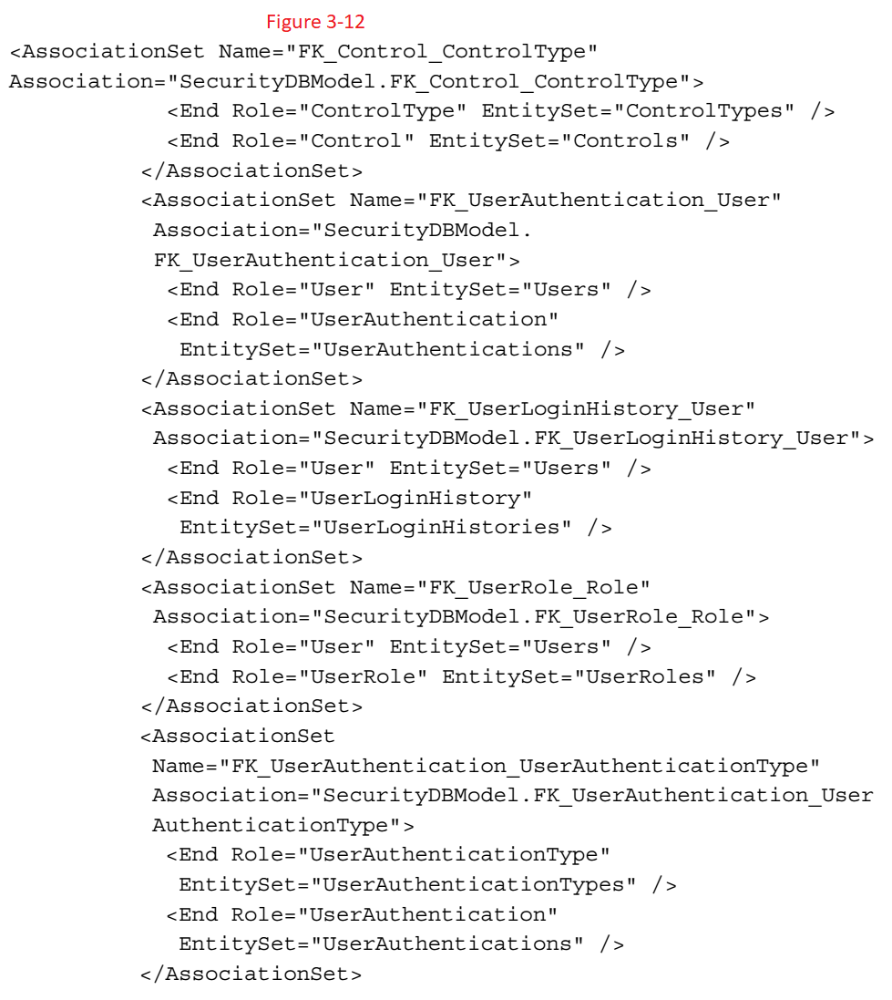 Figure 3-12
<AssociationSet Name="FK_Control_ControlType"
Association="SecurityDBModel.FK_Control_ControlType">
<End Role="ControlType" EntitySet="ControlTypes" />
<End Role="Control" EntitySet="Controls" />
</AssociationSet>
<AssociationSet Name="FK_UserAuthentication_User"
Association="SecurityDBModel.
FK_UserAuthentication_User">
<End Role="User" EntitySet="Users" />
<End Role="UserAuthentication"
EntitySet="UserAuthentications" />
</AssociationSet>
<AssociationSet Name="FK_UserLoginHistory_User"
Association="SecurityDBModel.FK_UserLoginHistory_User">
<End Role="User" EntitySet="Users" />
<End Role="UserLoginHistory"
EntitySet="UserLoginHistories" />
</AssociationSet>
<AssociationSet Name="FK_UserRole_Role"
Association="SecurityDBModel.FK_UserRole_Role">
<End Role="User" EntitySet="Users" />
<End Role="UserRole" EntitySet="UserRoles" />
</AssociationSet>
<AssociationSet
Name="FK_UserAuthentication_UserAuthenticationType"
Association="SecurityDBModel.FK_UserAuthentication_User
AuthenticationType">
<End Role="UserAuthenticationType"
EntitySet="UserAuthenticationTypes" />
<End Role="UserAuthentication"
EntitySet="UserAuthentications" />
</AssociationSet>